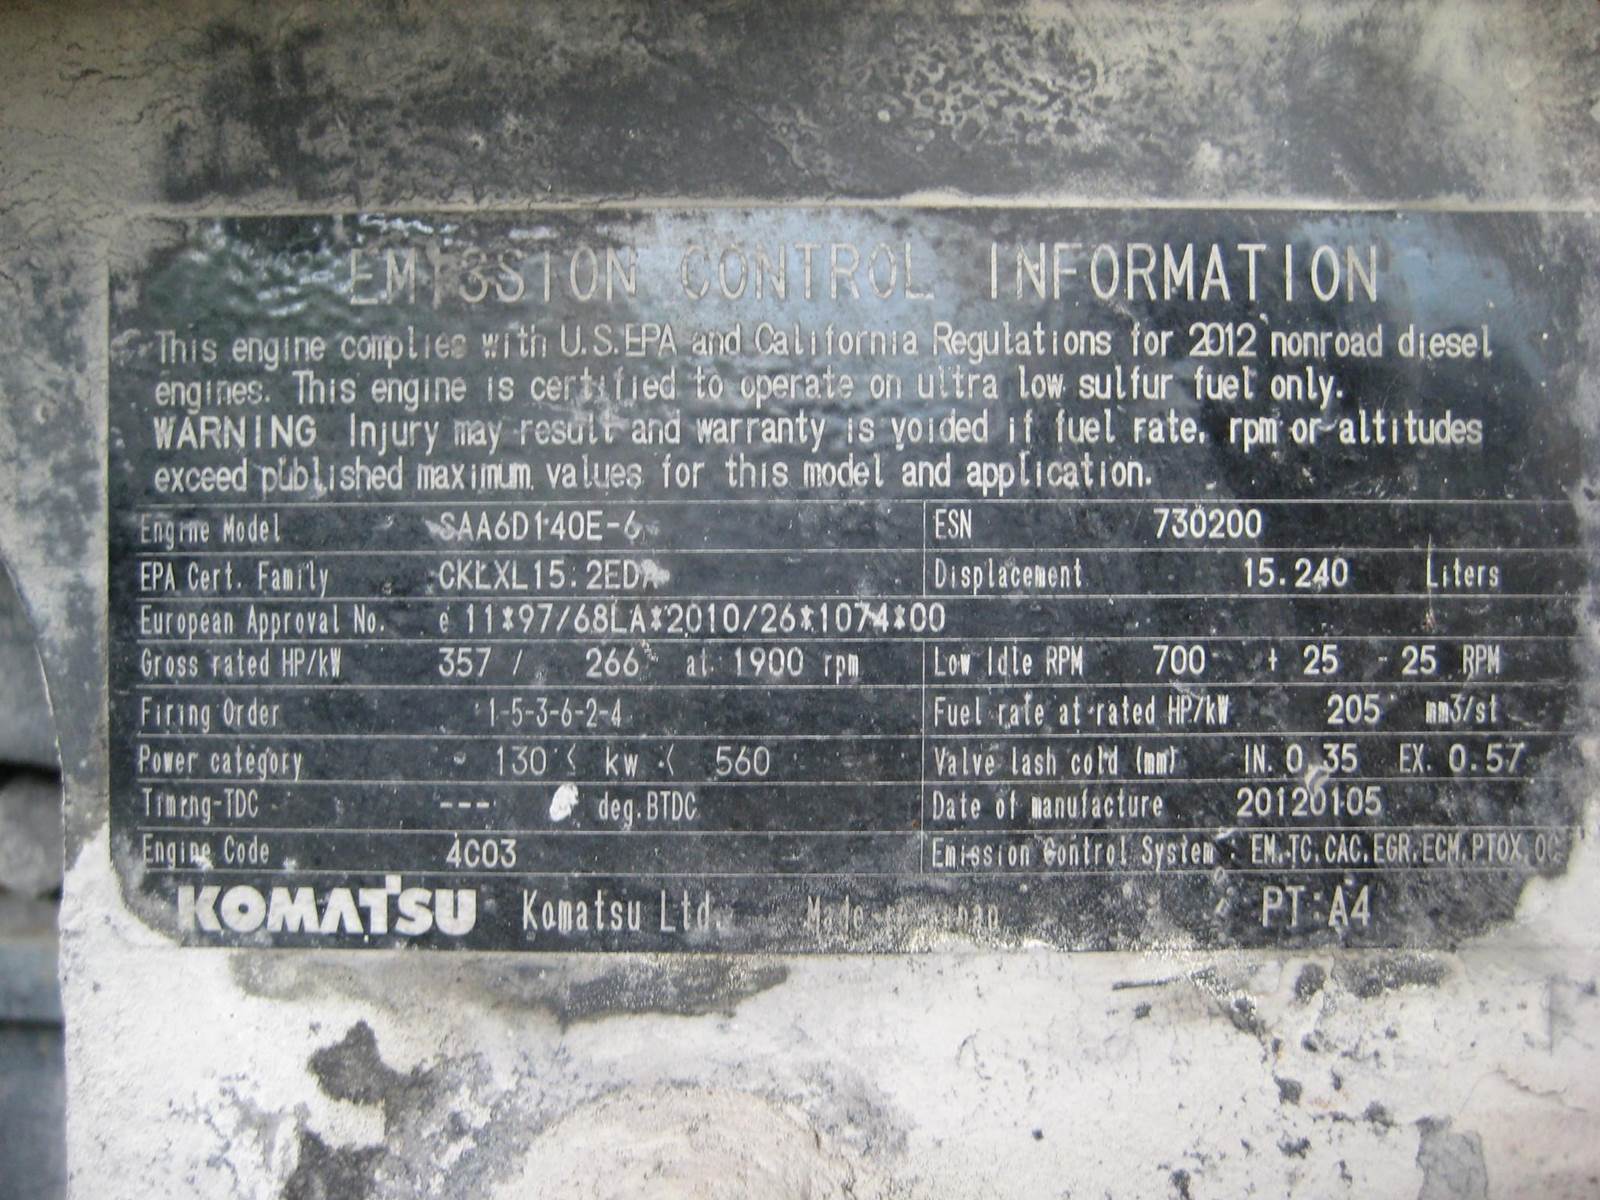 EMISSION CONTROL INFORMATION
This engine complies with U.S.EPA and California Regulations for 2012 nonroad diesel
engines. This engine is certified to operate on ultra low sulfur fuel only.
WARNING Injury may result and warranty is voided if fuel rate, rpm or altitudes
exceed published maximum values for this model and application.
Engine Model SAA6D140E-6 ESN 730200
EPA Cert. Family Displacement 15.240 Liters
European Approval No. e 11*97/68LA*2010/26*1074*00
Gross rated HP/kW 357 / 266 at 1900 rpm Low Idle RPM 700 + 25 - 25 RPM
Firing Order 1-5-3-6-2-4 Fuel rate at rated HP/kW 205 mm3/st
Power category 130 ≤ kw < 560 Valve lash cold (mm) IN. 0.35 EX. 0.57
Timing-TDC --- deg.BTDC Date of manufacture 20120105
Engine Code 4C03 Emission Control System : EM.TC.CAC.EGR.ECM.PTOX.OC
KOMATSU Komatsu Ltd. Made Japan PT:A4